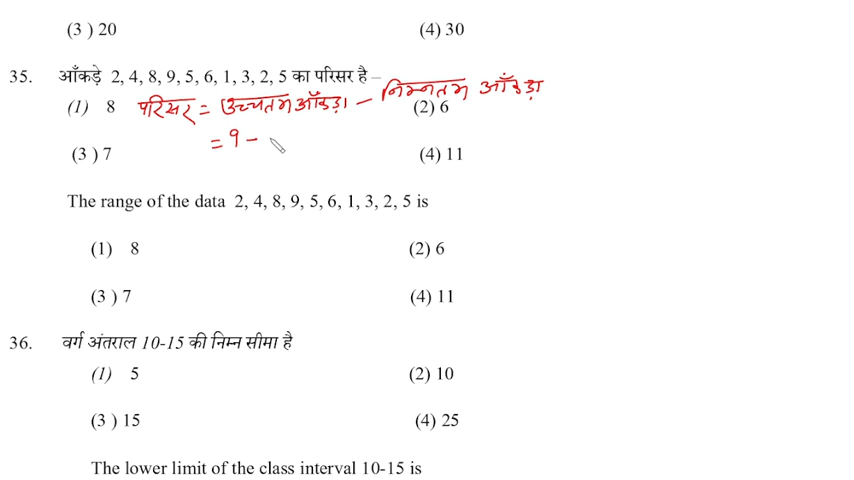 (3 ) 20 (4) 30
35. आँकड़े 2, 4, 8, 9, 5, 6, 1, 3, 2, 5 का परिसर है –
(1) 8 परिसर = उच्चतम आँकड़ा – निम्नतम आँकड़ा (2) 6
= 9 –
(3 ) 7 (4) 11
The range of the data 2, 4, 8, 9, 5, 6, 1, 3, 2, 5 is
(1) 8 (2) 6
(3 ) 7 (4) 11
36. वर्ग अंतराल 10-15 की निम्न सीमा है
(1) 5 (2) 10
(3 ) 15 (4) 25
The lower limit of the class interval 10-15 is